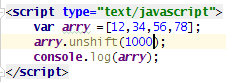 <script type="text/javascript">
var arry =[12,34,56,78];
arry.unshift(1000);
console.log(arry);
</script>